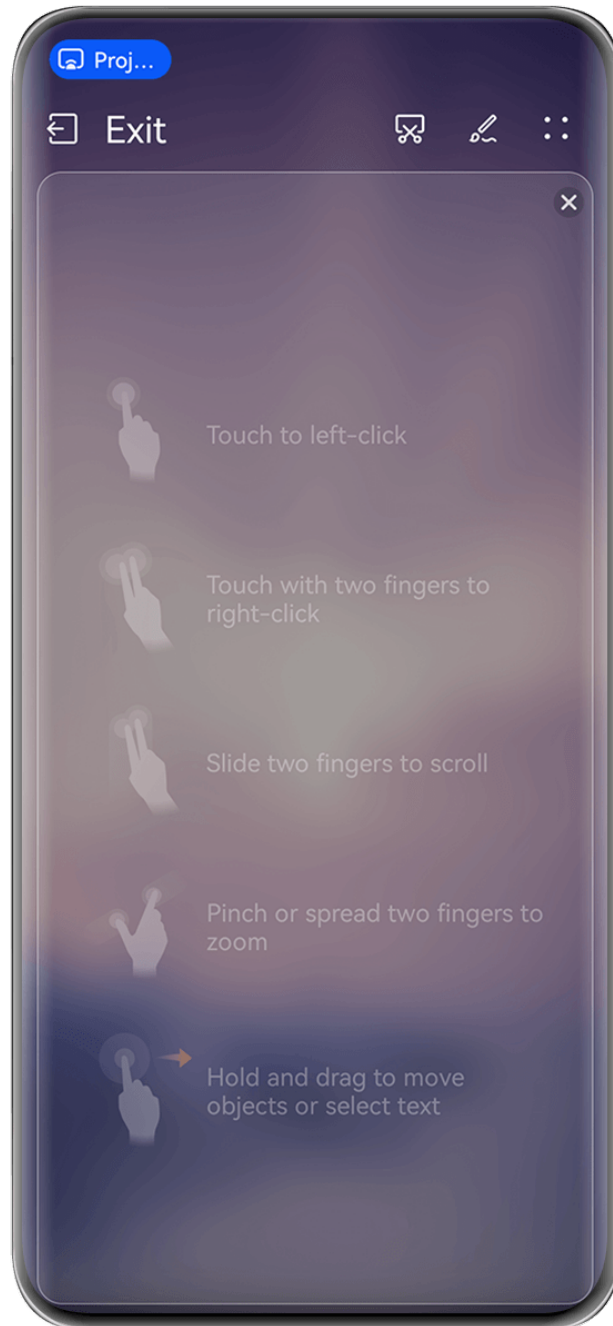 Proj...
Exit
Touch to left-click
Touch with two fingers to
right-click
Slide two fingers to scroll
Pinch or spread two fingers to
zoom
Hold and drag to move
objects or select text